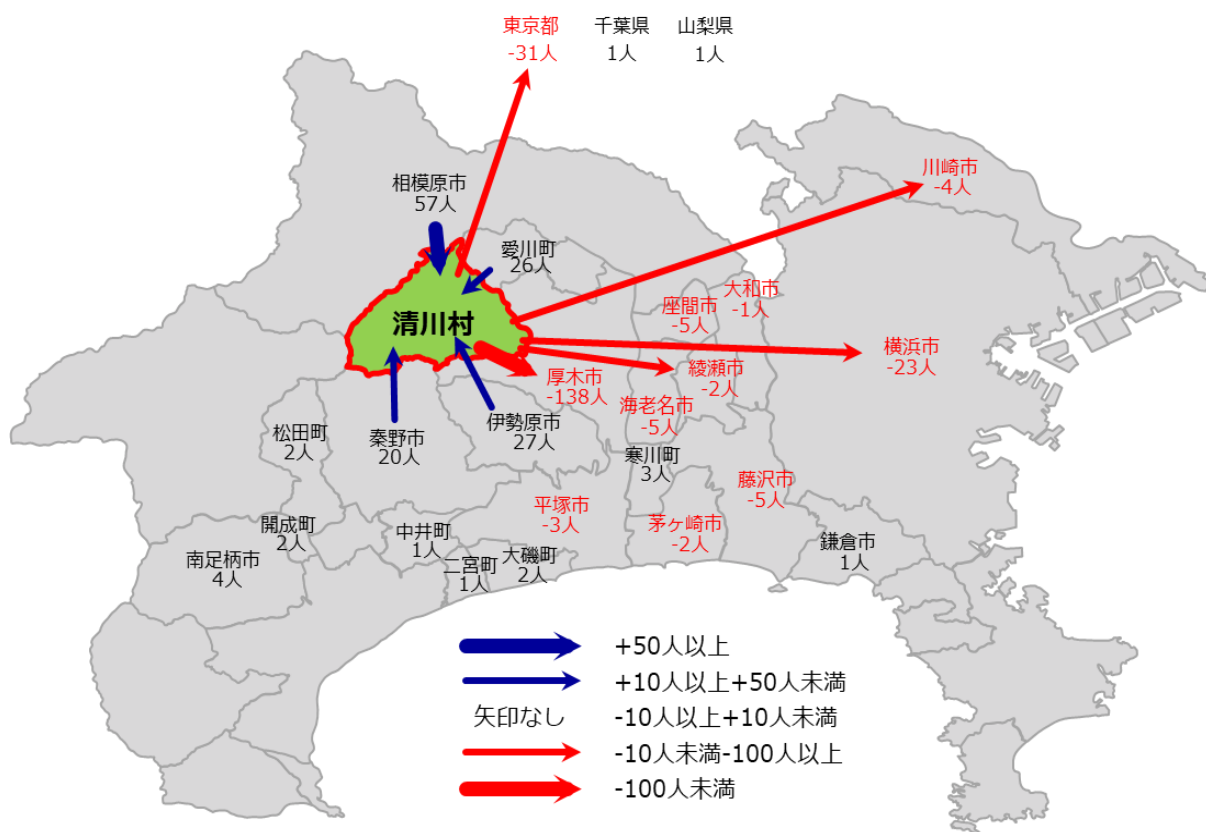 東京都
-31人
千葉県
1人
山梨県
1人
川崎市
-4人
相模原市
57人
愛川町
26人
座間市
-5人
大和市
-1人
清川村
横浜市
-23人
厚木市
-138人
綾瀬市
-2人
海老名市
-5人
松田町
2人
秦野市
20人
伊勢原市
27人
寒川町
3人
藤沢市
-5人
平塚市
-3人
茅ヶ崎市
-2人
鎌倉市
1人
開成町
2人
中井町
1人
南足柄市
4人
二宮町
1人
大磯町
2人
+50人以上
+10人以上+50人未満
矢印なし -10人以上+10人未満
-10人未満-100人以上
-100人未満